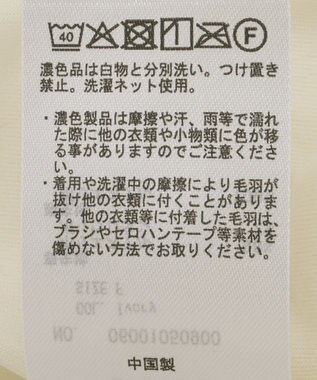 40 F
濃色品は白物と分別洗い。つけ置き
禁止。洗濯ネット使用。
・濃色製品は摩擦や汗、雨等で濡れ
た際に他の衣類や小物類に色が移
る事がありますのでご注意くださ
い。
・着用や洗濯中の摩擦により毛羽が
抜け他の衣類に付くことがありま
す。他の衣類等に付着した毛羽は、
ブラシやセロハンテープ等素材を
傷めない方法でお取りください。
SIZE F
COL. Ivory
NO. 06001050900
中国製